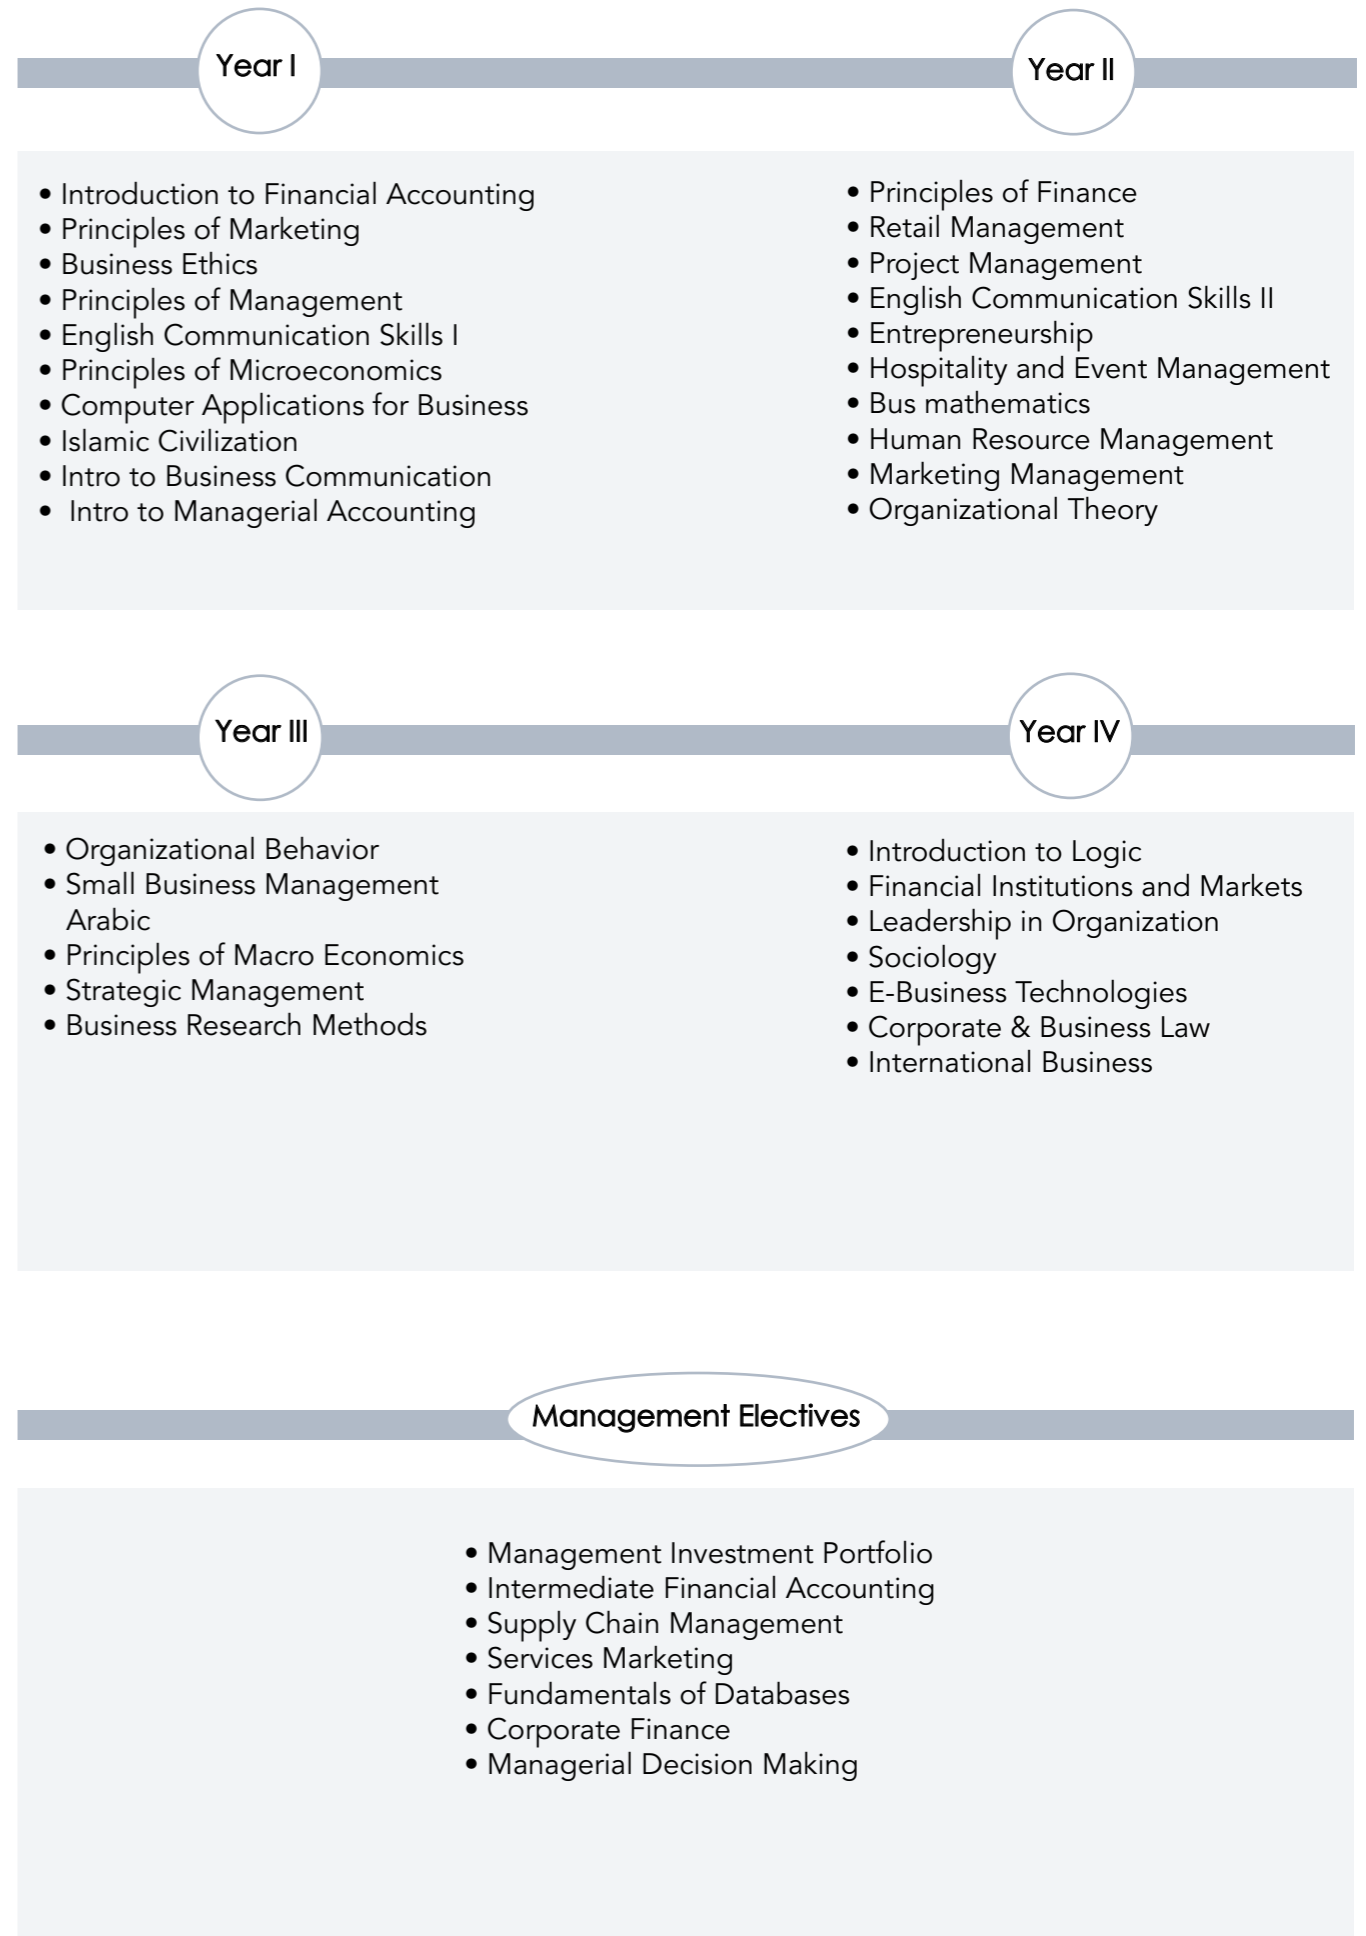 Year I
• Introduction to Financial Accounting
• Principles of Marketing
• Business Ethics
• Principles of Management
• English Communication Skills I
• Principles of Microeconomics
• Computer Applications for Business
• Islamic Civilization
• Intro to Business Communication
• Intro to Managerial Accounting
Year II
• Principles of Finance
• Retail Management
• Project Management
• English Communication Skills II
• Entrepreneurship
• Hospitality and Event Management
• Bus mathematics
• Human Resource Management
• Marketing Management
• Organizational Theory
Year III
• Organizational Behavior
• Small Business Management
Arabic
• Principles of Macro Economics
• Strategic Management
• Business Research Methods
Year IV
• Introduction to Logic
• Financial Institutions and Markets
• Leadership in Organization
• Sociology
• E-Business Technologies
• Corporate & Business Law
• International Business
Management Electives
• Management Investment Portfolio
• Intermediate Financial Accounting
• Supply Chain Management
• Services Marketing
• Fundamentals of Databases
• Corporate Finance
• Managerial Decision Making